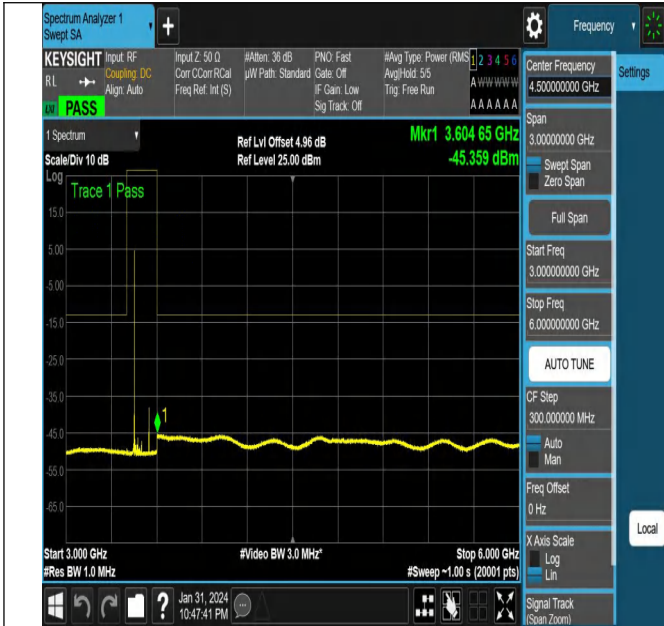 Spectrum Analyzer 1
Swept SA
Frequency
KEYSIGHT
RL
LXI
PASS
Input: RF
Coupling: DC
Align: Auto
Input Z: 50 Ω
Corr CCorr RCal
Freq Ref: Int (S)
#Atten: 36 dB
µW Path: Standard
PNO: Fast
Gate: Off
IF Gain: Low
Sig Track: Off
#Avg Type: Power (RMS
Avg|Hold: 5/5
Trig: Free Run
1 2 3 4 5 6
A W W W W W
A A A A A A
1 Spectrum
Scale/Div 10 dB
Log
Ref Lvl Offset 4.96 dB
Ref Level 25.00 dBm
Mkr1 3.604 65 GHz
-45.359 dBm
Trace 1 Pass
15.0
5.00
-5.00
-15.0
-25.0
-35.0
-45.0
-55.0
-65.0
1
Start 3.000 GHz
#Res BW 1.0 MHz
#Video BW 3.0 MHz*
Stop 6.000 GHz
#Sweep ~1.00 s (20001 pts)
Jan 31, 2024
10:47:41 PM
Center Frequency
4.500000000 GHz
Settings
Span
3.00000000 GHz
Swept Span
Zero Span
Full Span
Start Freq
3.000000000 GHz
Stop Freq
6.000000000 GHz
AUTO TUNE
CF Step
300.000000 MHz
Auto
Man
Freq Offset
0 Hz
Local
X Axis Scale
Log
Lin
Signal Track
(Span Zoom)